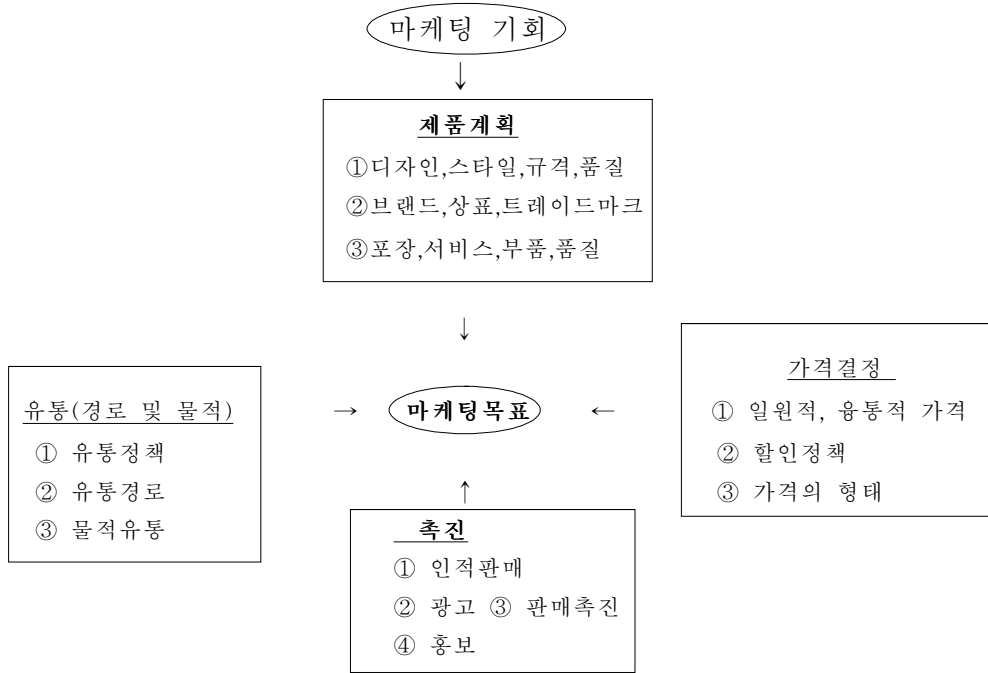 마케팅 기회
↓
제품계획
①디자인,스타일,규격,품질
②브랜드,상표,트레이드마크
③포장,서비스,부품,품질
↓
유통(경로 및 물적)
① 유통정책
② 유통경로
③ 물적유통
→
마케팅목표
←
가격결정
① 일원적, 융통적 가격
② 할인정책
③ 가격의 형태
↑
촉진
① 인적판매
② 광고 ③ 판매촉진
④ 홍보